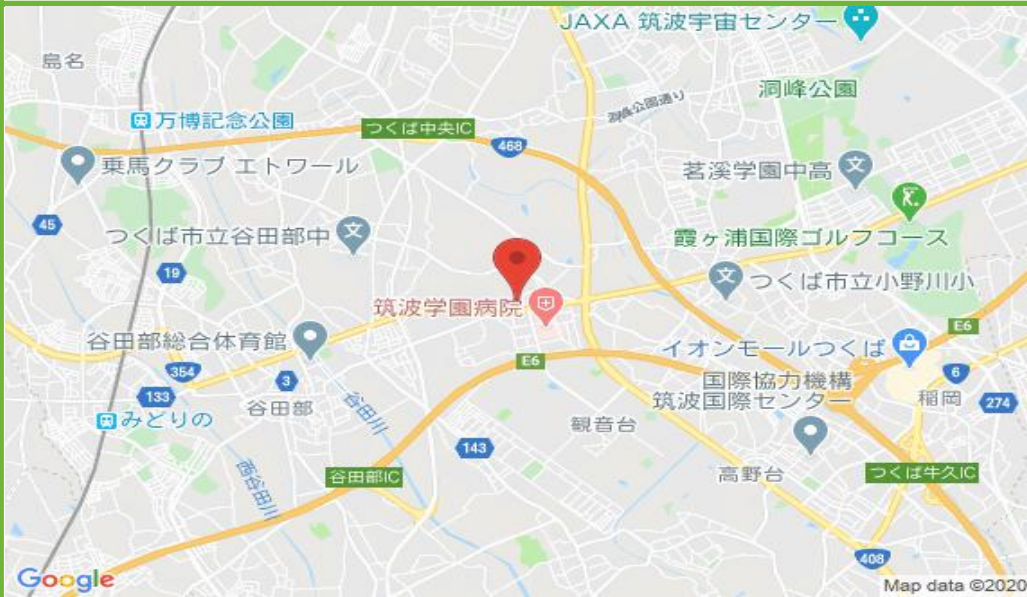 JAXA 筑波宇宙センター
島名
洞峰公園
洞峰公園通り
万博記念公園
つくば中央IC
468
乗馬クラブ エトワール
茗溪学園中高
45
つくば市立谷田部中
霞ヶ浦国際ゴルフコース
19
つくば市立小野川小
筑波学園病院
E6
谷田部総合体育館
イオンモールつくば
E6
354
3
国際協力機構
筑波国際センター
6
133
谷田部
稲岡
274
みどりの
谷田川
観音台
143
高野台
西谷田川
谷田部IC
つくば牛久IC
408
Google
Map data ©2020